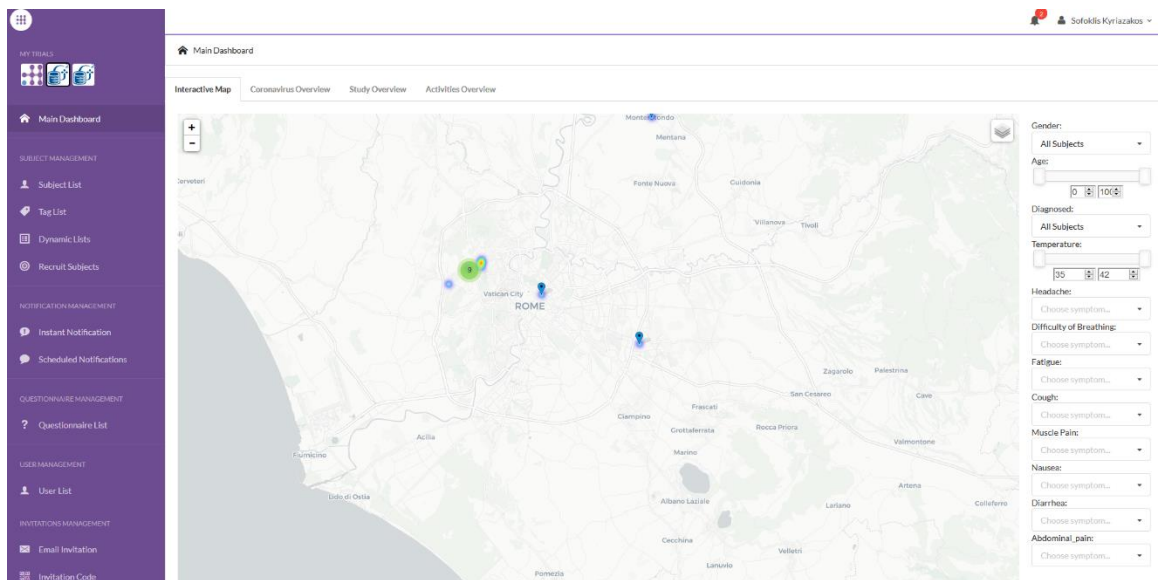 2
Sofoklis Kyriazakos
MY TRIALS
Main Dashboard
SUBJECT MANAGEMENT
Subject List
Tag List
Dynamic Lists
Recruit Subjects
NOTIFICATION MANAGEMENT
Instant Notification
Scheduled Notifications
QUESTIONNAIRE MANAGEMENT
? Questionnaire List
USER MANAGEMENT
User List
INVITATIONS MANAGEMENT
Email Invitation
Invitation Code
Main Dashboard
Interactive Map Coronavirus Overview Study Overview Activities Overview
+
-
Mentana
Cerveteri
Fonte Nuova
Guidonia
Villanova
Tivoli
9
Vatican City
ROME
Zagarolo
Palestrina
San Cesareo
Cave
Frascati
Ciampino
Grottaferrata
Rocca Priora
Acilia
Valmontone
Marino
Fiumicino
Artena
Lido di Ostia
Albano Laziale
Lariano
Colleferro
Cecchina
Velletri
Lanuvio
Pomezia
Gender:
All Subjects
Age:
0 100
Diagnosed:
All Subjects
Temperature:
35 42
Headache:
Choose symptom...
Difficulty of Breathing:
Choose symptom...
Fatigue:
Choose symptom...
Cough:
Choose symptom...
Muscle Pain:
Choose symptom...
Nausea:
Choose symptom...
Diarrhea:
Choose symptom...
Abdominal_pain:
Choose symptom...